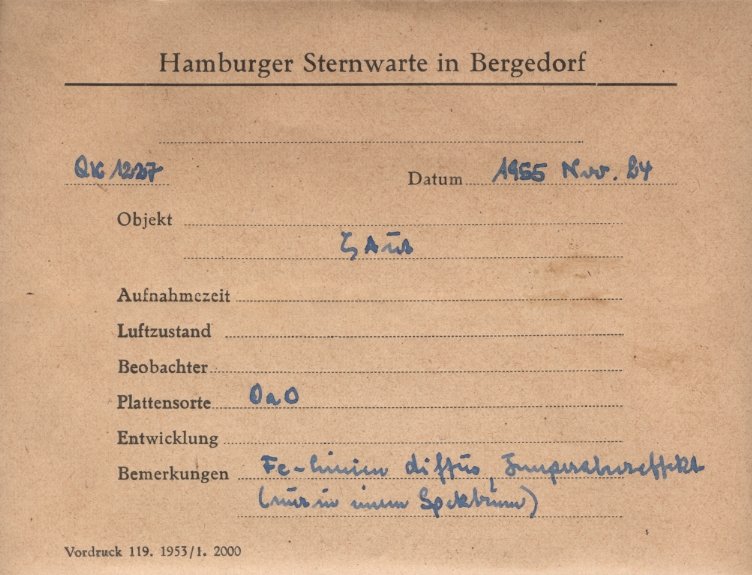 Hamburger Sternwarte in Bergedorf
QK 1227 Datum 1955 Nov. 24
Objekt
ζ Aur
Aufnahmezeit
Luftzustand
Beobachter
Plattensorte OaO
Entwicklung
Bemerkungen Fe-Linien diffus, Temperatureffekt
(nur in einem Spektrum)
Vordruck 119. 1953/1. 2000